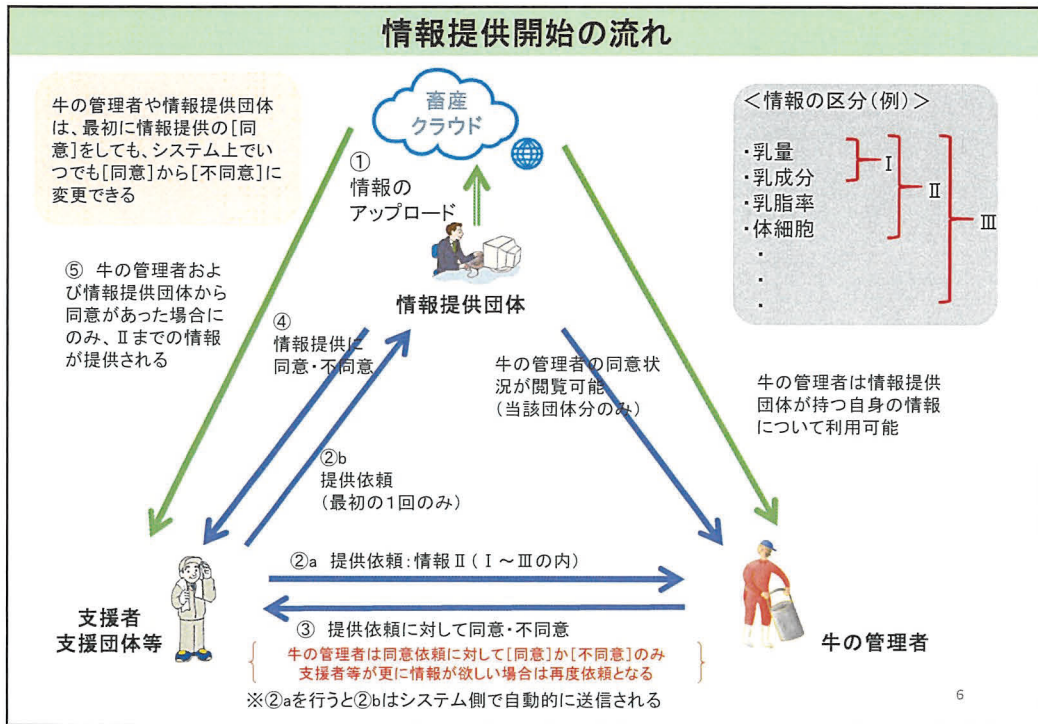 情報提供開始の流れ
牛の管理者や情報提供団体
は、最初に情報提供の[同
意]をしても、システム上でい
つでも[同意]から[不同意]に
変更できる
畜産
クラウド
①
情報の
アップロード
情報提供団体
<情報の区分(例)>
・乳量
・乳成分
・乳脂率
・体細胞
・
・
・
Ⅰ
Ⅱ
Ⅲ
⑤ 牛の管理者およ
び情報提供団体から
同意があった場合に
のみ、Ⅱまでの情報
が提供される
④
情報提供に
同意・不同意
牛の管理者の同意状
況が閲覧可能
(当該団体分のみ)
牛の管理者は情報提供
団体が持つ自身の情報
について利用可能
②b
提供依頼
(最初の1回のみ)
②a 提供依頼:情報Ⅱ(Ⅰ~Ⅲの内)
支援者
支援団体等
③ 提供依頼に対して同意・不同意
牛の管理者
牛の管理者は同意依頼に対して[同意]か[不同意]のみ
支援者等が更に情報が欲しい場合は再度依頼となる
※②aを行うと②bはシステム側で自動的に送信される
6